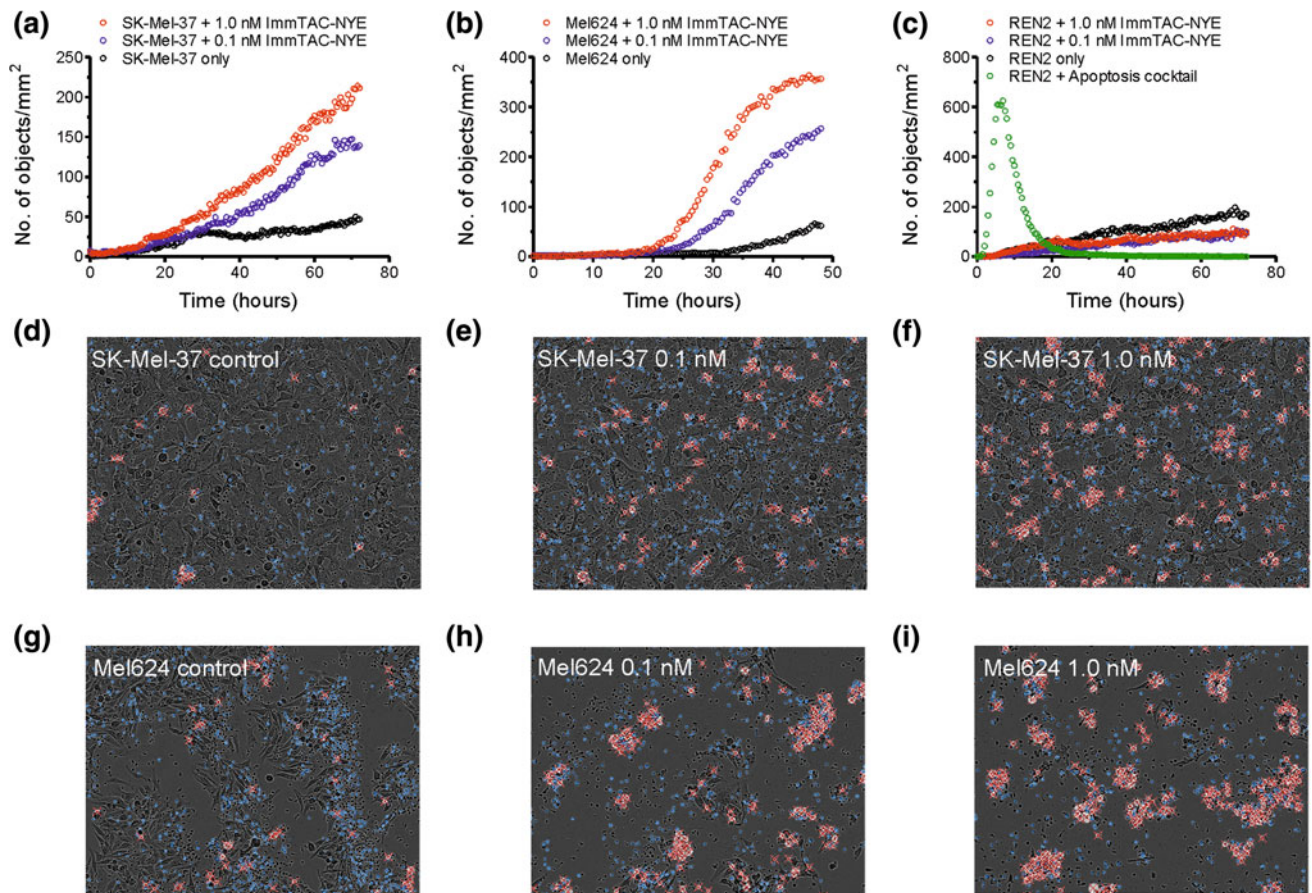 (a)
SK-Mel-37 + 1.0 nM ImmTAC-NYE
SK-Mel-37 + 0.1 nM ImmTAC-NYE
SK-Mel-37 only
No. of objects/mm²
250
200
150
100
50
0
0 20 40 60 80
Time (hours)
(b)
Mel624 + 1.0 nM ImmTAC-NYE
Mel624 + 0.1 nM ImmTAC-NYE
Mel624 only
No. of objects/mm²
400
300
200
100
0
0 10 20 30 40 50
Time (hours)
(c)
REN2 + 1.0 nM ImmTAC-NYE
REN2 + 0.1 nM ImmTAC-NYE
REN2 only
REN2 + Apoptosis cocktail
No. of objects/mm²
800
600
400
200
0
0 20 40 60 80
Time (hours)
(d)
SK-Mel-37 control
(e)
SK-Mel-37 0.1 nM
(f)
SK-Mel-37 1.0 nM
(g)
Mel624 control
(h)
Mel624 0.1 nM
(i)
Mel624 1.0 nM